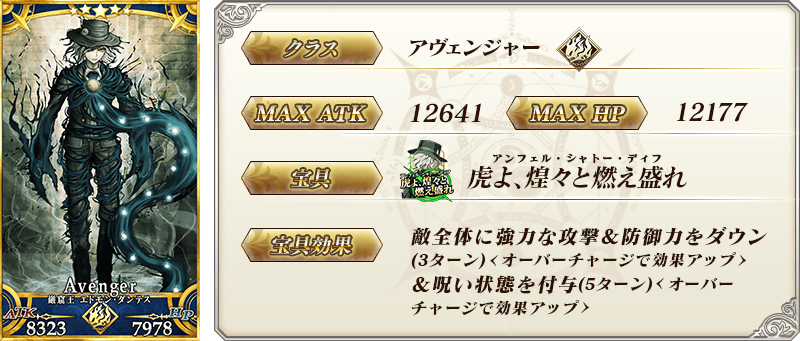 Avenger
巌窟王 エドモン・ダンテス
ATK
HP
8323
7978
クラス
アヴェンジャー
MAX ATK
12641
MAX HP
12177
宝具
虎よ、煌々と
燃え盛れ
アンフェル・シャトー・ディフ
虎よ、煌々と燃え盛れ
宝具効果
敵全体に強力な攻撃&防御力をダウン
(3ターン)<オーバーチャージで効果アップ>
&呪い状態を付与(5ターン)<オーバー
チャージで効果アップ>